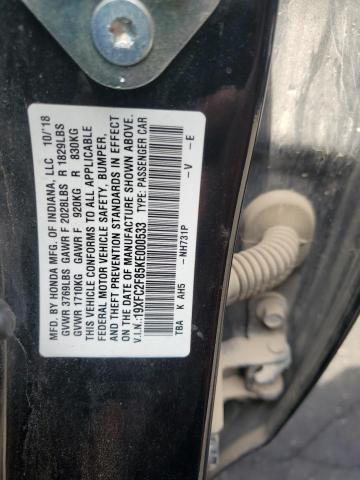 MFD. BY HONDA MFG. OF INDIANA, LLC 10/'18
GVWR 3769LBS GAWR F 2028LBS R 1829LBS
GVWR 1710KG GAWR F 920KG R 830KG
THIS VEHICLE CONFORMS TO ALL APPLICABLE
FEDERAL MOTOR VEHICLE SAFETY, BUMPER,
AND THEFT PREVENTION STANDARDS IN EFFECT
ON THE DATE OF MANUFACTURE SHOWN ABOVE.
V.I.N.:19XFC2F85KE000533 TYPE: PASSENGER CAR
-NH731P -V -E
TBA K AH5